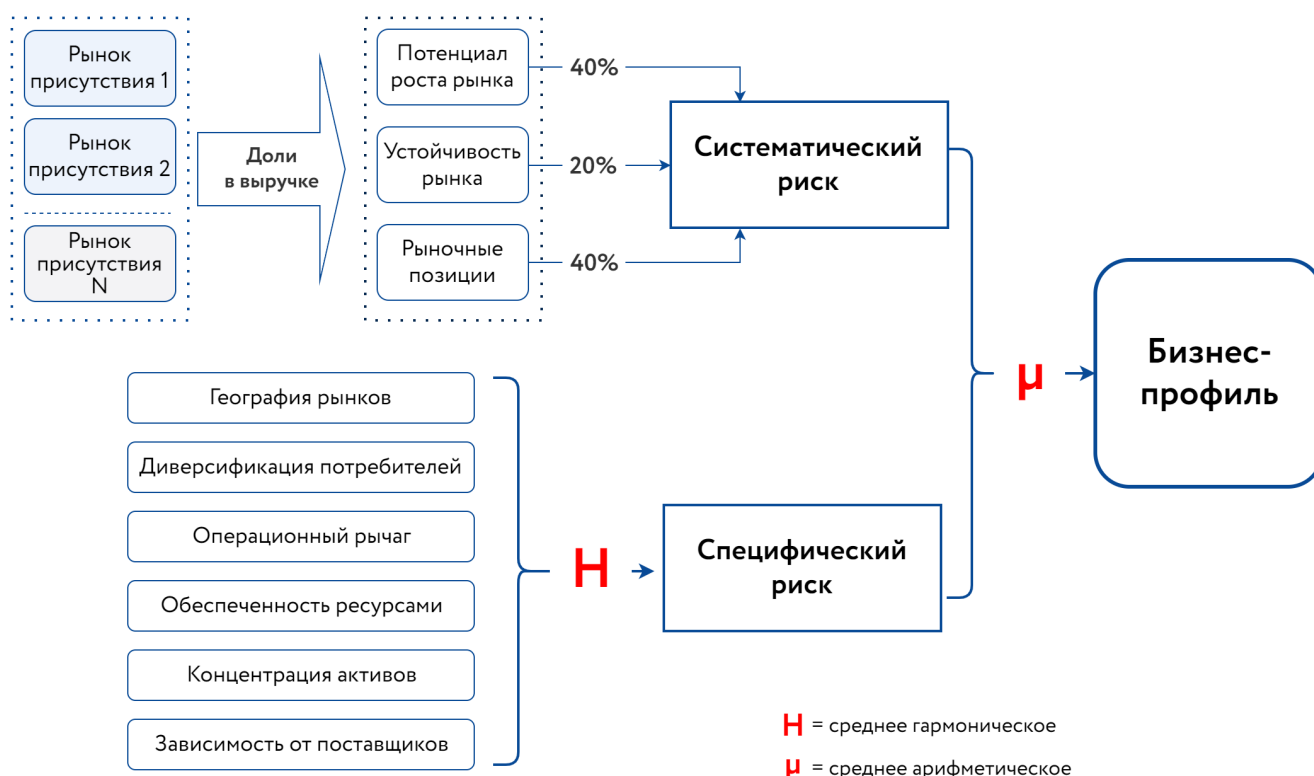 Рынок
присутствия 1
Рынок
присутствия 2
Рынок
присутствия
N
Доли
в выручке
Потенциал
роста рынка
40%
Устойчивость
рынка
20%
Рыночные
позиции
40%
Систематический
риск
География рынков
Диверсификация потребителей
Операционный рычаг
Обеспеченность ресурсами
Концентрация активов
Зависимость от поставщиков
H
Специфический
риск
μ
Бизнес-
профиль
H = среднее гармоническое
μ = среднее арифметическое